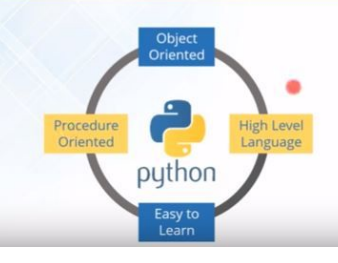 Object
Oriented
Procedure
Oriented
High Level
Language
python
Easy to
Learn